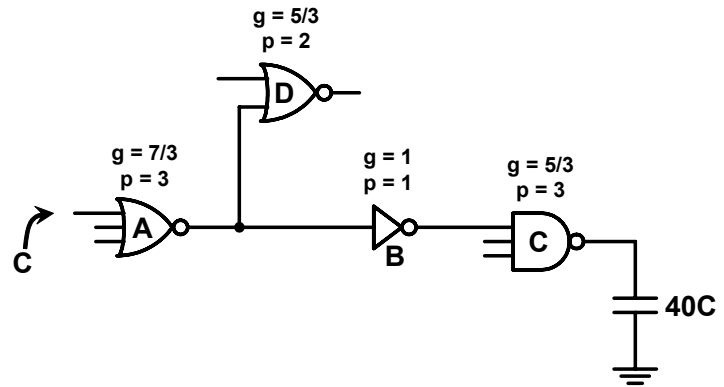 g = 5/3
p = 2
D
g = 7/3
p = 3
g = 1
p = 1
g = 5/3
p = 3
A
B
C
C
40C